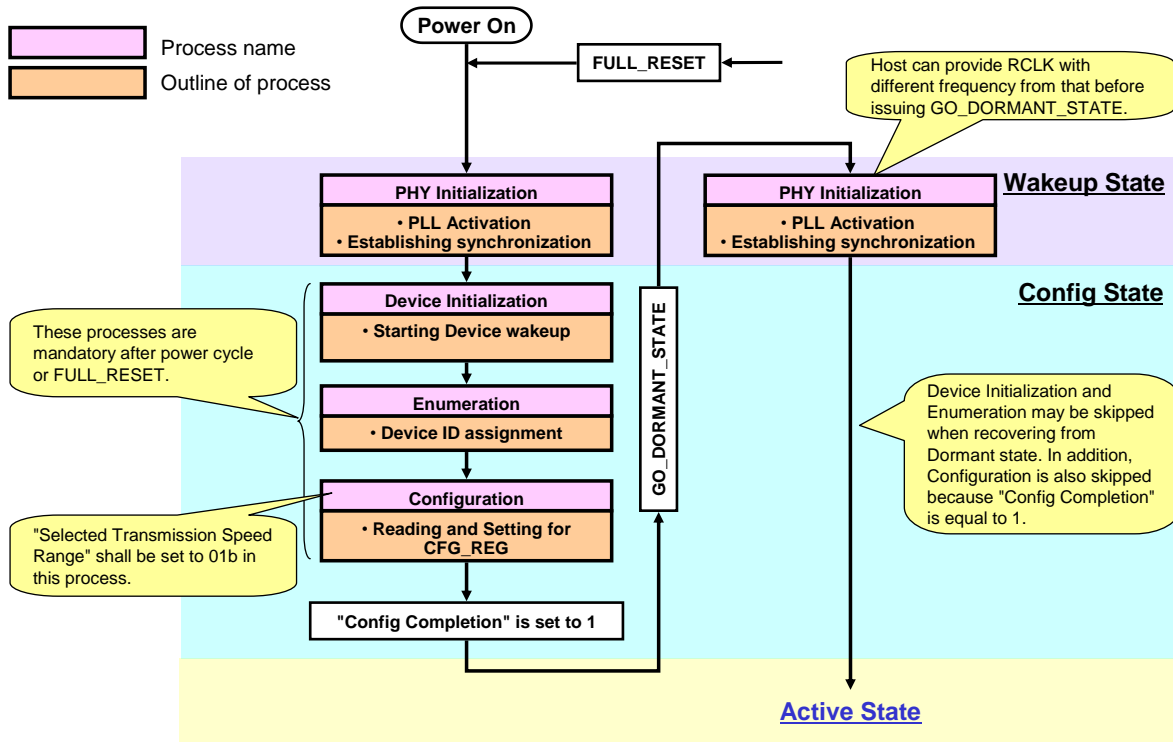 Power On
Process name
Outline of process
FULL_RESET
Host can provide RCLK with
different frequency from that before
issuing GO_DORMANT_STATE.
Wakeup State
PHY Initialization
• PLL Activation
• Establishing synchronization
PHY Initialization
• PLL Activation
• Establishing synchronization
Config State
Device Initialization
• Starting Device wakeup
These processes are
mandatory after power cycle
or FULL_RESET.
Enumeration
• Device ID assignment
GO_DORMANT_STATE
Device Initialization and
Enumeration may be skipped
when recovering from
Dormant state. In addition,
Configuration is also skipped
because "Config Completion"
is equal to 1.
Configuration
• Reading and Setting for
CFG_REG
"Selected Transmission Speed
Range" shall be set to 01b in
this process.
"Config Completion" is set to 1
Active State